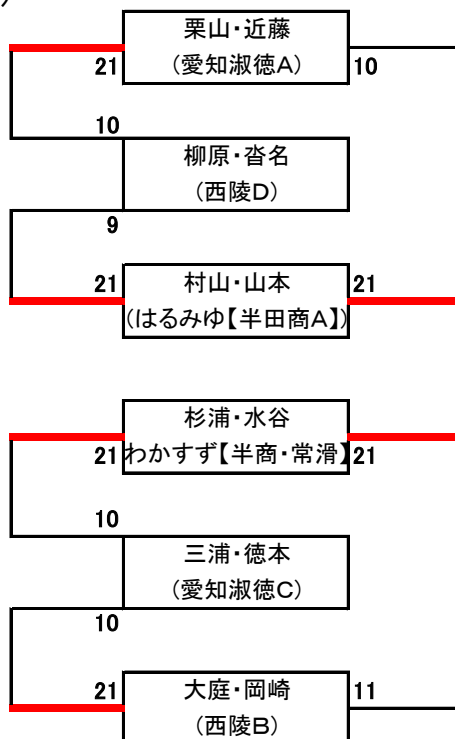 )
栗山・近藤
21 (愛知淑徳A) 10
10
柳原・沓名
(西陵D)
9
21 村山・山本 21
(はるみゆ【半田商A】)
杉浦・水谷
21 わかすず【半商・常滑】 21
10
三浦・徳本
(愛知淑徳C)
10
21 大庭・岡崎 11
(西陵B)